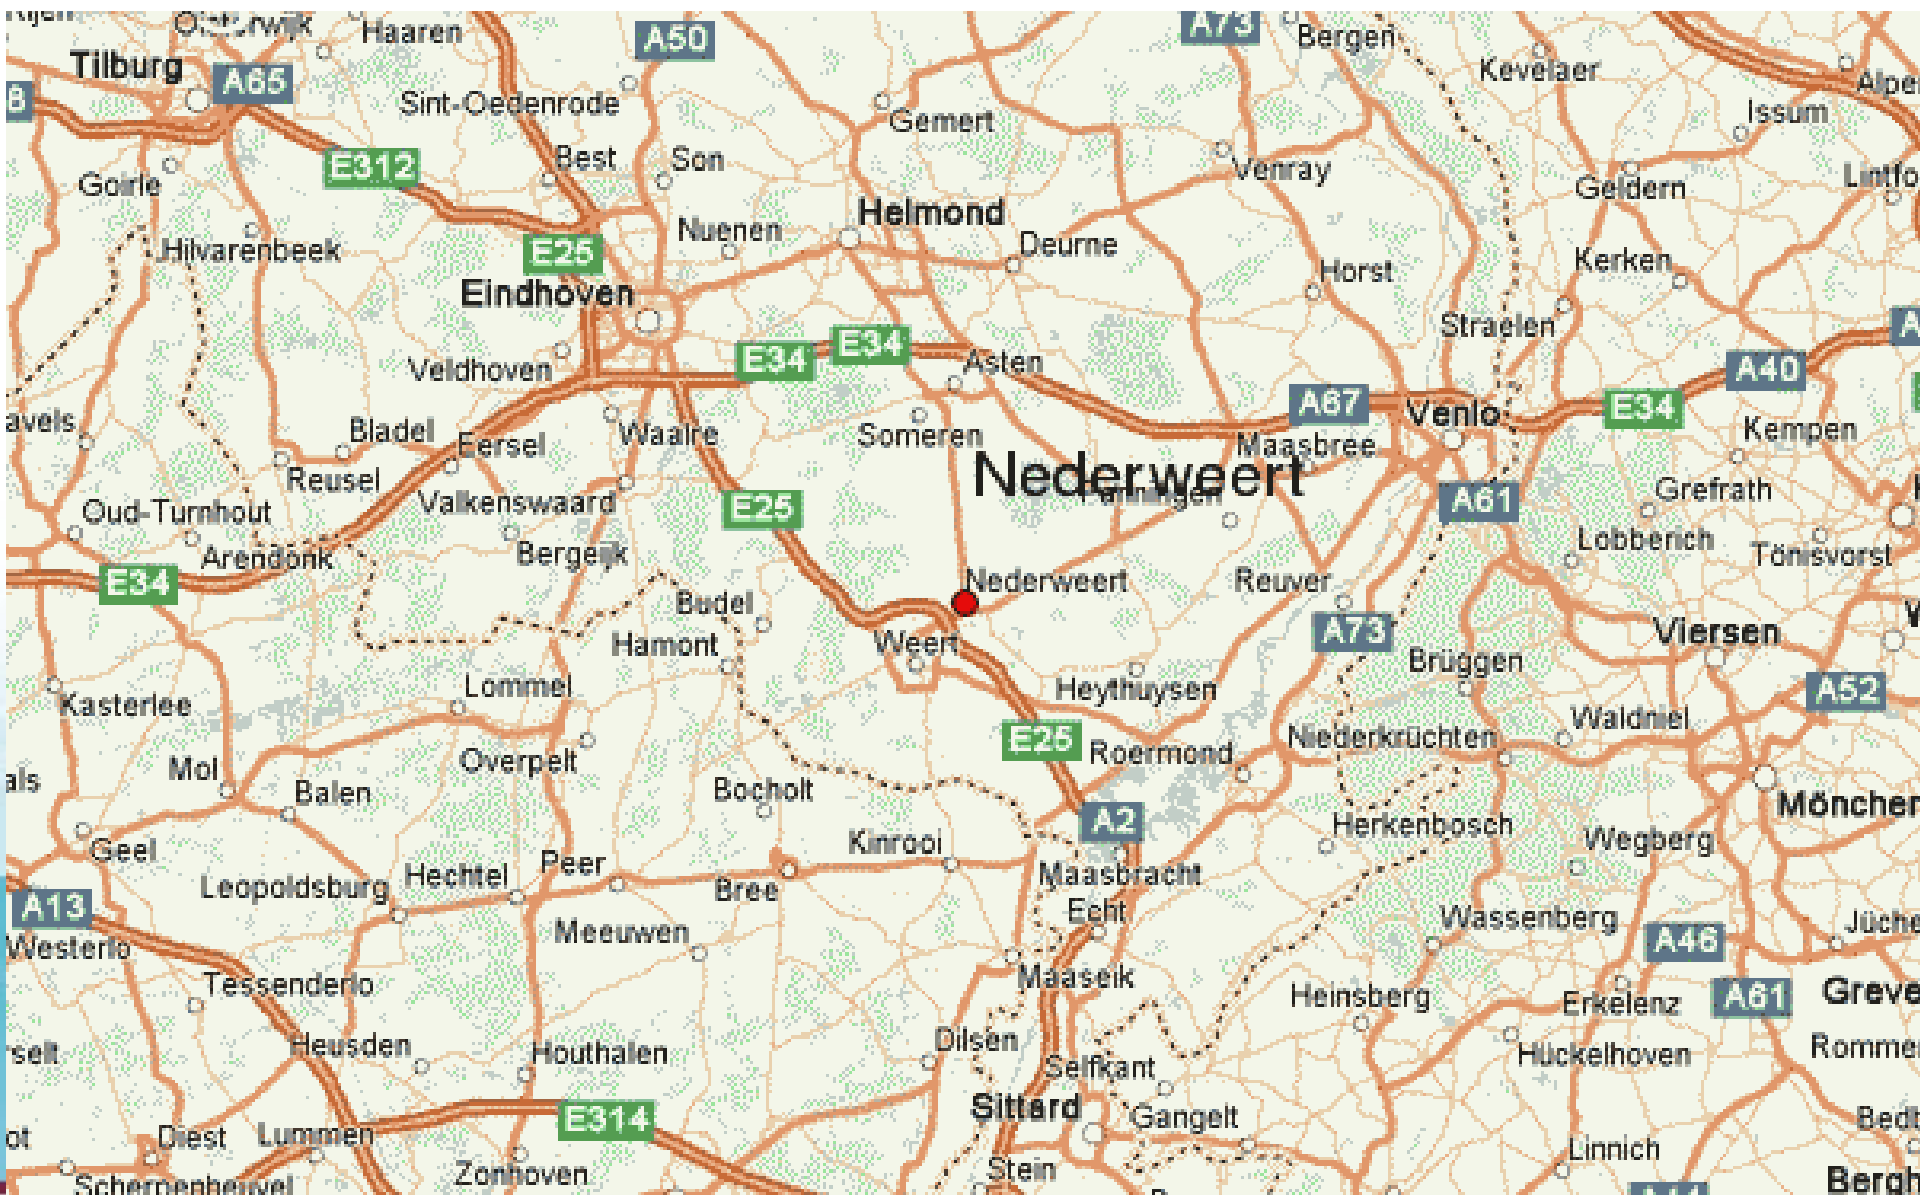 Haaren
A50
A73
Bergen
Kevelaer
Tilburg
A65
Sint-Oedenrode
Gemert
Issum
Best
Son
Venray
E312
Goirle
Geldern
Nuenen
Helmond
Deurne
Hilvarenbeek
E25
Horst
Kerken
Eindhoven
Straelen
E34
E34
Asten
Veldhoven
A40
A67
Venlo
E34
Bladel
Eersel
Waalre
Someren
Maasbree
Kempen
Reusel
Nederweert
Valkenswaard
E25
A61
Grefrath
Oud-Turnhout
Arendonk
Bergeijk
Lobberich
Tönisvorst
E34
Nederweert
Reuver
Budel
Hamont
Weert
A73
Viersen
Brüggen
Lommel
Heythuysen
A52
Kasterlee
Waldniel
E25
Roermond
Niederkrüchten
Overpelt
Mol
Balen
Bocholt
A2
Herkenbosch
Wegberg
Geel
Kinrooi
Peer
Hechtel
Leopoldsburg
Bree
Maasbracht
A13
Echt
Wassenberg
Westerlo
Meeuwen
A46
Maaseik
Tessenderlo
Heinsberg
Erkelenz
A61
Heusden
Houthalen
Dilsen
Selfkant
Hückelhoven
Sittard
Gangelt
E314
Diest
Lummen
Zonhoven
Stein
Linnich
Scherpenheuvel